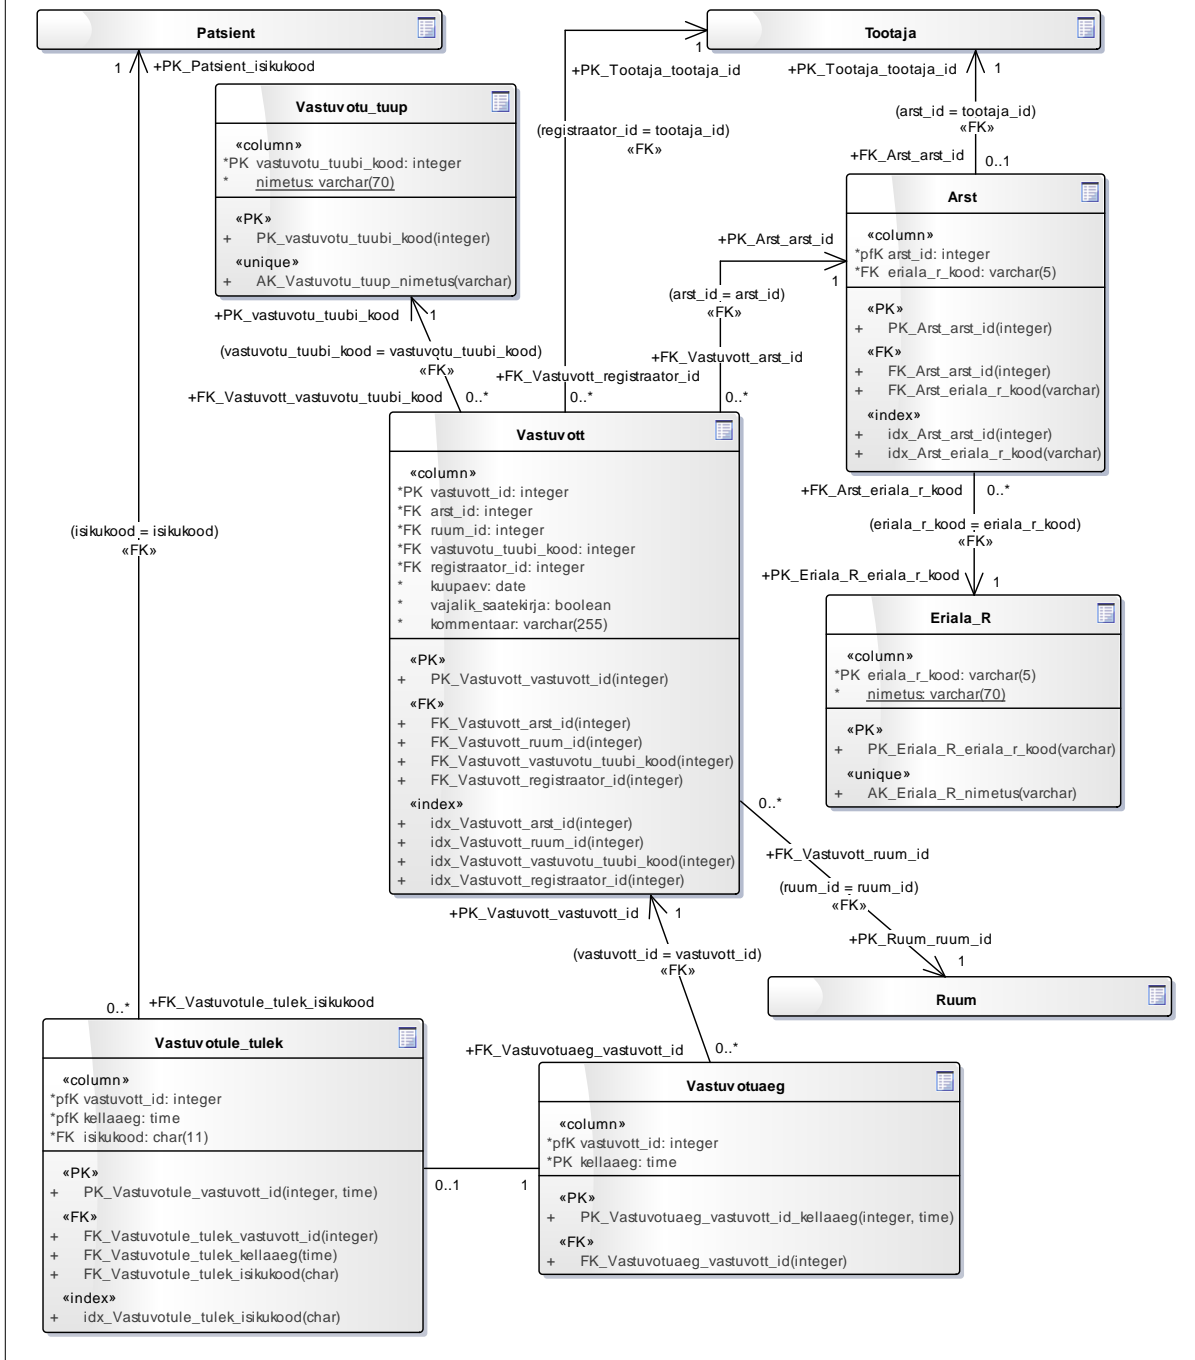 Patsient
Tootaja
1
+PK_Patsient_isikukood
1
+PK_Tootaja_tootaja_id
+PK_Tootaja_tootaja_id
1
Vastuvotu_tuup
«column»
*PK vastuvotu_tuubi_kood: integer
* nimetus: varchar(70)
«PK»
+ PK_vastuvotu_tuubi_kood(integer)
«unique»
+ AK_Vastuvotu_tuup_nimetus(varchar)
(registraator_id = tootaja_id)
«FK»
(arst_id = tootaja_id)
«FK»
+FK_Arst_arst_id
0..1
Arst
«column»
*pfK arst_id: integer
*FK eriala_r_kood: varchar(5)
«PK»
+ PK_Arst_arst_id(integer)
«FK»
+ FK_Arst_arst_id(integer)
+ FK_Arst_eriala_r_kood(varchar)
«index»
+ idx_Arst_arst_id(integer)
+ idx_Arst_eriala_r_kood(varchar)
+PK_Arst_arst_id
1
(arst_id = arst_id)
«FK»
+FK_Vastuvott_arst_id
0..*
+PK_vastuvotu_tuubi_kood
1
(vastuvotu_tuubi_kood = vastuvotu_tuubi_kood)
«FK»
+FK_Vastuvott_vastuvotu_tuubi_kood
0..*
+FK_Vastuvott_registraator_id
0..*
Vastuvott
«column»
*PK vastuvott_id: integer
*FK arst_id: integer
*FK ruum_id: integer
*FK vastuvotu_tuubi_kood: integer
*FK registraator_id: integer
* kuupaev: date
* vajalik_saatekirja: boolean
* kommentaar: varchar(255)
«PK»
+ PK_Vastuvott_vastuvott_id(integer)
«FK»
+ FK_Vastuvott_arst_id(integer)
+ FK_Vastuvott_ruum_id(integer)
+ FK_Vastuvott_vastuvotu_tuubi_kood(integer)
+ FK_Vastuvott_registraator_id(integer)
«index»
+ idx_Vastuvott_arst_id(integer)
+ idx_Vastuvott_ruum_id(integer)
+ idx_Vastuvott_vastuvotu_tuubi_kood(integer)
+ idx_Vastuvott_registraator_id(integer)
+FK_Arst_eriala_r_kood
0..*
(eriala_r_kood = eriala_r_kood)
«FK»
+PK_Eriala_R_eriala_r_kood
1
Eriala_R
«column»
*PK eriala_r_kood: varchar(5)
* nimetus: varchar(70)
«PK»
+ PK_Eriala_R_eriala_r_kood(varchar)
«unique»
+ AK_Eriala_R_nimetus(varchar)
(isikukood = isikukood)
«FK»
0..*
+FK_Vastuvott_ruum_id
(ruum_id = ruum_id)
«FK»
+PK_Ruum_ruum_id
1
Ruum
+PK_Vastuvott_vastuvott_id
1
(vastuvott_id = vastuvott_id)
«FK»
+FK_Vastuvotuaeg_vastuvott_id
0..*
0..*
+FK_Vastuvotule_tulek_isikukood
Vastuvotule_tulek
«column»
*pfK vastuvott_id: integer
*pfK kellaaeg: time
*FK isikukood: char(11)
«PK»
+ PK_Vastuvotule_vastuvott_id(integer, time)
«FK»
+ FK_Vastuvotule_tulek_vastuvott_id(integer)
+ FK_Vastuvotule_tulek_kellaaeg(time)
+ FK_Vastuvotule_tulek_isikukood(char)
«index»
+ idx_Vastuvotule_tulek_isikukood(char)
0..1
1
Vastuvotuaeg
«column»
*pfK vastuvott_id: integer
*PK kellaaeg: time
«PK»
+ PK_Vastuvotuaeg_vastuvott_id_kellaaeg(integer, time)
«FK»
+ FK_Vastuvotuaeg_vastuvott_id(integer)